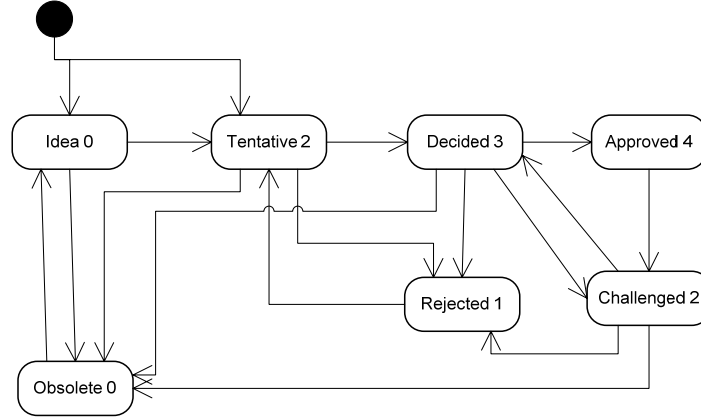 Idea 0
Tentative 2
Decided 3
Approved 4
Rejected 1
Challenged 2
Obsolete 0